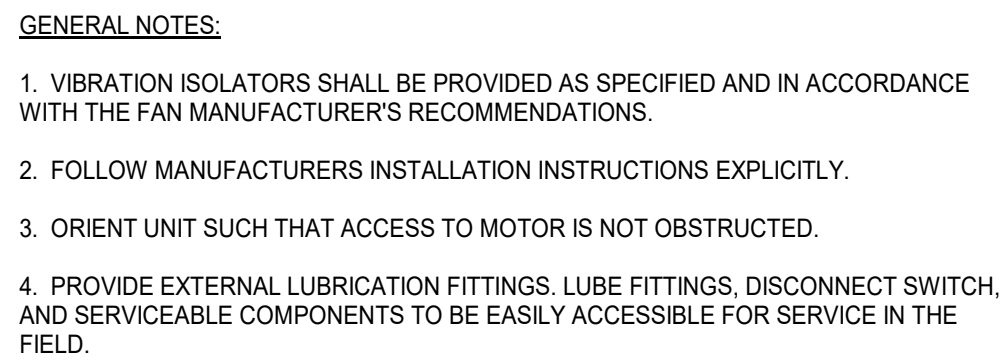 GENERAL NOTES:
1. VIBRATION ISOLATORS SHALL BE PROVIDED AS SPECIFIED AND IN ACCORDANCE
WITH THE FAN MANUFACTURER'S RECOMMENDATIONS.
2. FOLLOW MANUFACTURERS INSTALLATION INSTRUCTIONS EXPLICITLY.
3. ORIENT UNIT SUCH THAT ACCESS TO MOTOR IS NOT OBSTRUCTED.
4. PROVIDE EXTERNAL LUBRICATION FITTINGS. LUBE FITTINGS, DISCONNECT SWITCH,
AND SERVICEABLE COMPONENTS TO BE EASILY ACCESSIBLE FOR SERVICE IN THE
FIELD.